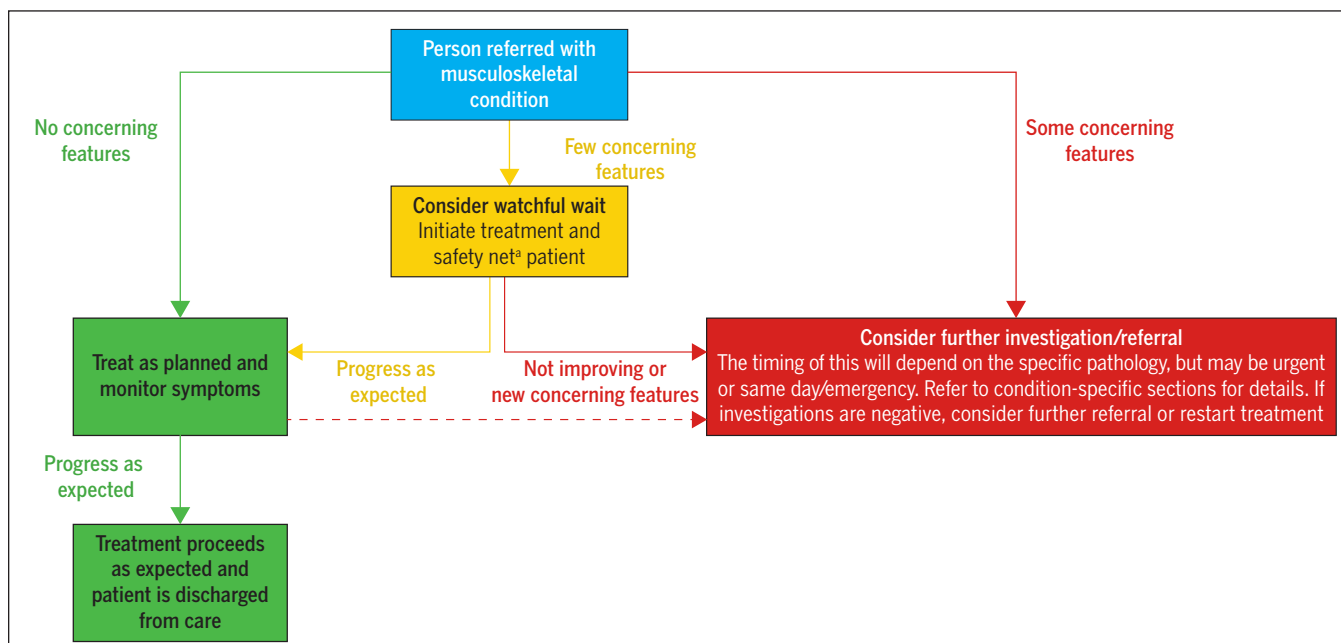 Person referred with
musculoskeletal
condition
No concerning
features
Few concerning
features
Some concerning
features
Consider watchful wait
Initiate treatment and
safety netᵃ patient
Treat as planned and
monitor symptoms
Progress as
expected
Not improving or
new concerning features
Consider further investigation/referral
The timing of this will depend on the specific pathology, but may be urgent
or same day/emergency. Refer to condition-specific sections for details. If
investigations are negative, consider further referral or restart treatment
Progress as
expected
Treatment proceeds
as expected and
patient is discharged
from care